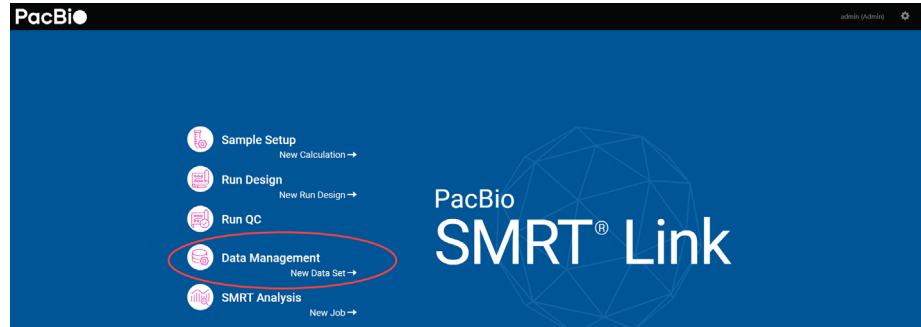 PacBio
admin (Admin)
Sample Setup
New Calculation →
Run Design
New Run Design →
Run QC
Data Management
New Data Set →
SMRT Analysis
New Job →
PacBio
SMRT® Link